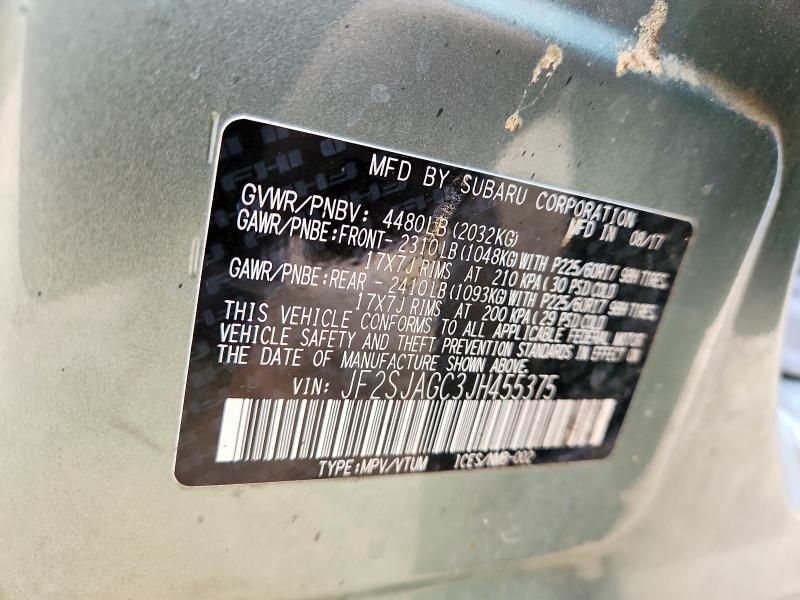 MFD BY SUBARU CORPORATION
GVWR/PNBV: 4480LB (2032KG) MFD IN 08/17
GAWR/PNBE:FRONT- 2310LB (1048KG) WITH P225/60R17 98H TIRES,
17X7J RIMS AT 210 KPA (30 PSI) COLD
GAWR/PNBE:REAR - 2410LB (1093KG) WITH P225/60R17 98H TIRES,
17X7J RIMS AT 200 KPA (29 PSI) COLD
THIS VEHICLE CONFORMS TO ALL APPLICABLE FEDERAL MOTOR
VEHICLE SAFETY AND THEFT PREVENTION STANDARDS IN EFFECT ON
THE DATE OF MANUFACTURE SHOWN ABOVE.
VIN: JF2SJAGC3JH455375
TYPE:MPV/VTUM ICES/NMB-002